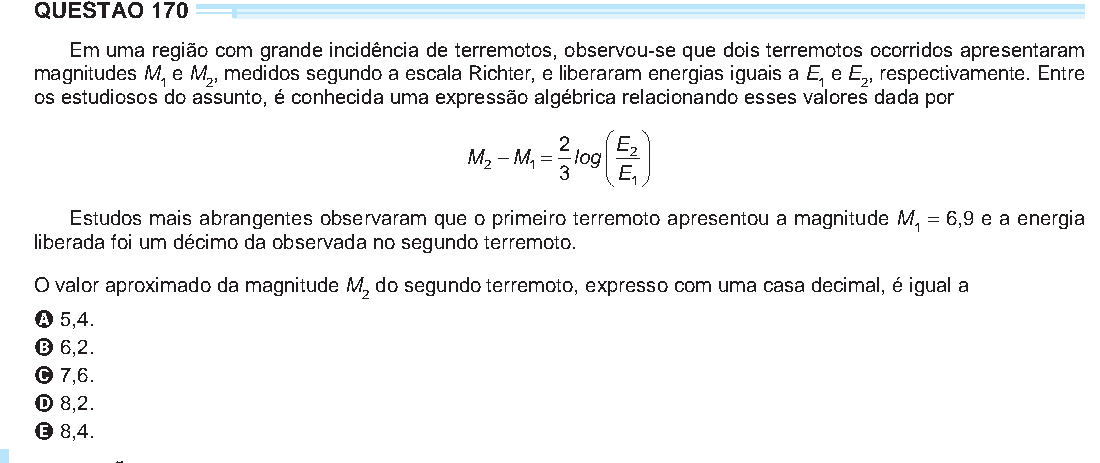 QUESTÃO 170
Em uma região com grande incidência de terremotos, observou-se que dois terremotos ocorridos apresentaram
magnitudes M₁ e M₂, medidos segundo a escala Richter, e liberaram energias iguais a E₁ e E₂, respectivamente. Entre
os estudiosos do assunto, é conhecida uma expressão algébrica relacionando esses valores dada por
M₂ – M₁ = 2/3 log(E₂/E₁)
Estudos mais abrangentes observaram que o primeiro terremoto apresentou a magnitude M₁ = 6,9 e a energia
liberada foi um décimo da observada no segundo terremoto.
O valor aproximado da magnitude M₂ do segundo terremoto, expresso com uma casa decimal, é igual a
A 5,4.
B 6,2.
C 7,6.
D 8,2.
E 8,4.